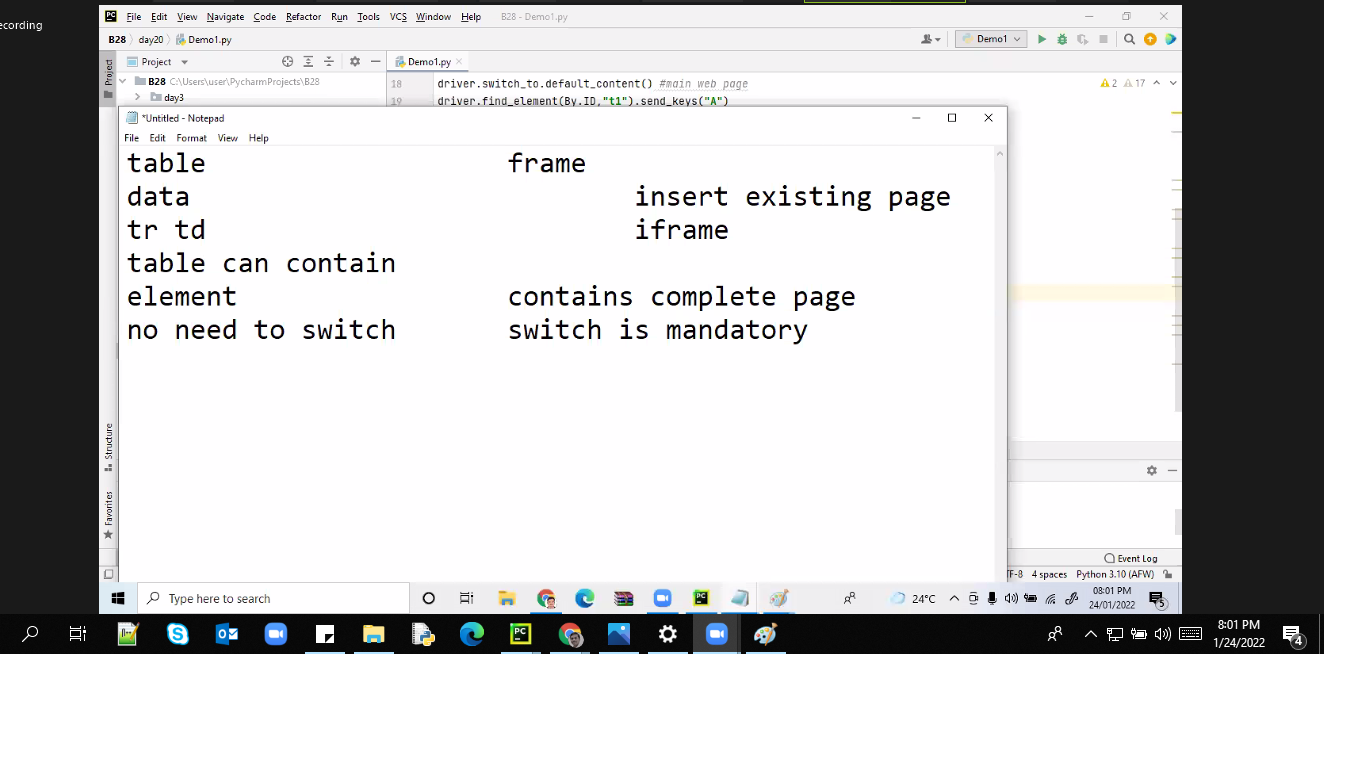 ecording
File Edit View Navigate Code Refactor Run Tools VCS Window Help B28 - Demo1.py
B28 day20 Demo1.py Demo1
Project Demo1.py
Project
B28 C:\Users\user\PycharmProjects\B28
day3
18 driver.switch_to.default_content() #main web page
2 17
19 driver.find_element(By.ID,"t1").send_keys("A")
*Untitled - Notepad
File Edit Format View Help
table frame
data insert existing page
tr td iframe
table can contain
element contains complete page
no need to switch switch is mandatory
Structure
Favorites
Event Log
TF-8 4 spaces Python 3.10 (AFW)
Type here to search
24°C
08:01 PM
24/01/2022
5
8:01 PM
1/24/2022
4